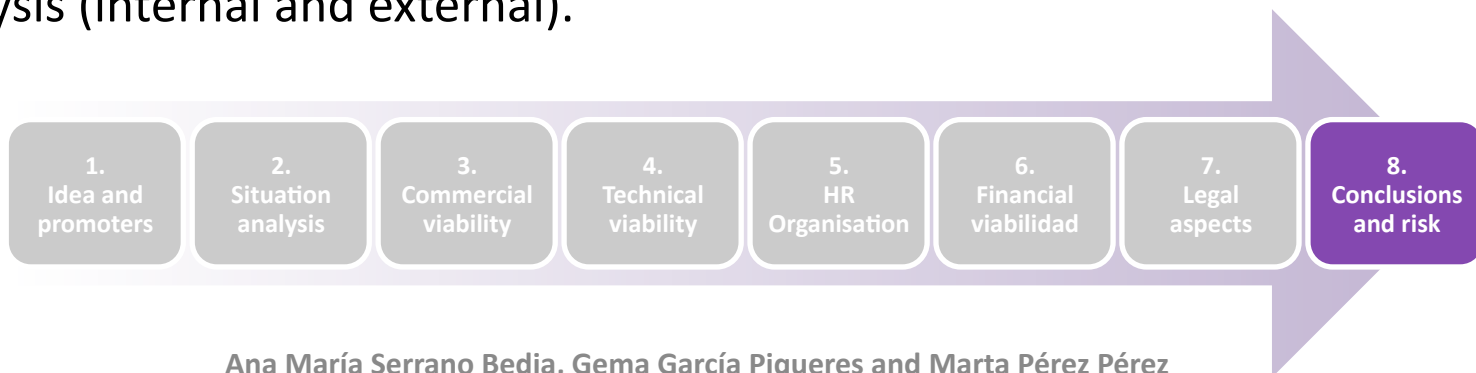 (internal and external).
1.
Idea and
promoters
2.
Situation
analysis
3.
Commercial
viability
4.
Technical
viability
5.
HR
Organisation
6.
Financial
viabilidad
7.
Legal
aspects
8.
Conclusions
and risk
Ana María Serrano Bedia, Gema García Piqueres and Marta Pérez Pérez